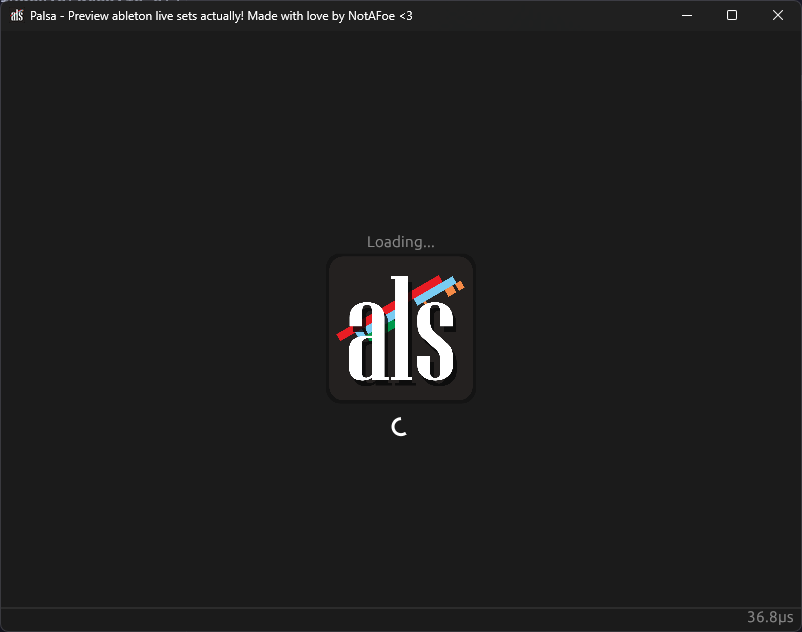 als Palsa - Preview ableton live sets actually! Made with love by NotAFoe <3
Loading...
als
36.8µs